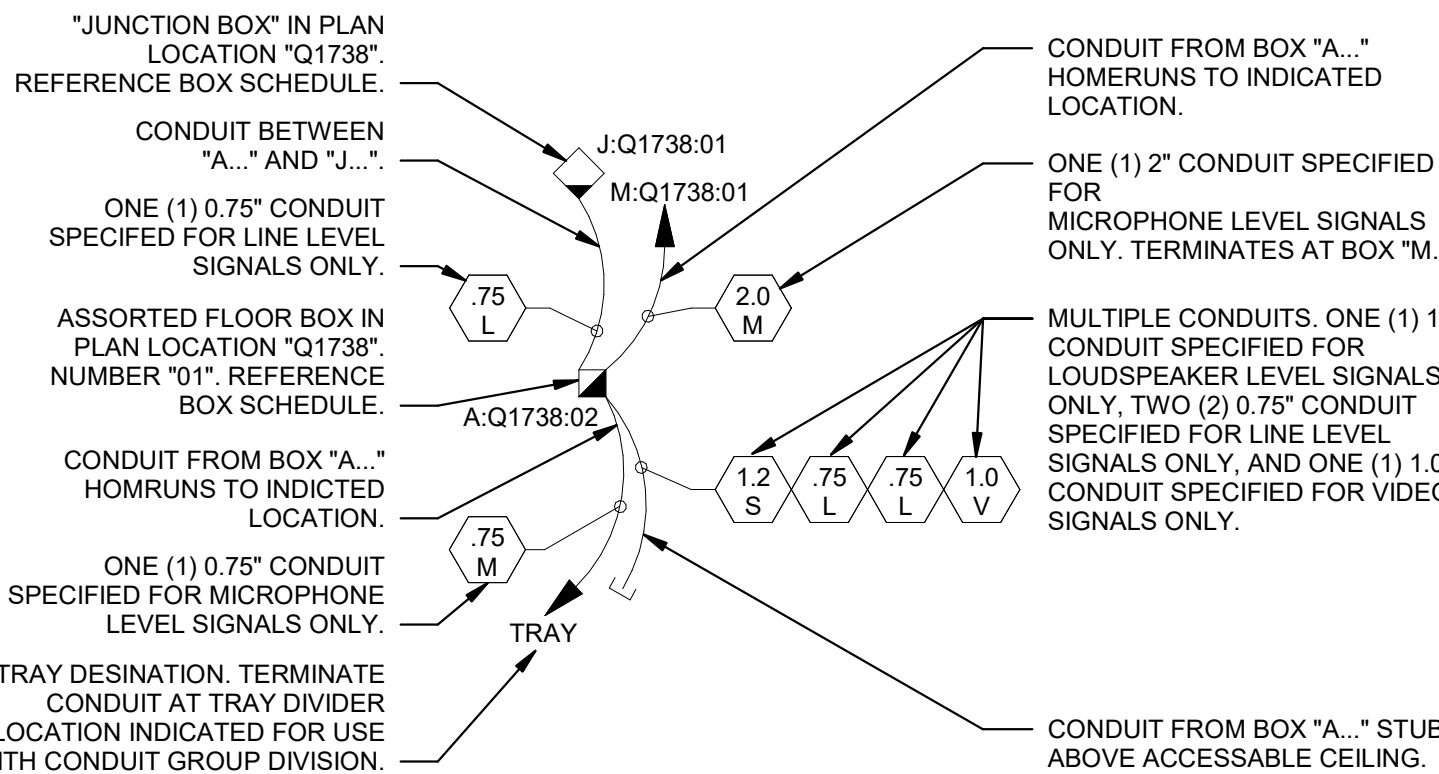 "JUNCTION BOX" IN PLAN
LOCATION "Q1738".
REFERENCE BOX SCHEDULE.
CONDUIT BETWEEN
"A..." AND "J...".
ONE (1) 0.75" CONDUIT
SPECIFED FOR LINE LEVEL
SIGNALS ONLY.
ASSORTED FLOOR BOX IN
PLAN LOCATION "Q1738".
NUMBER "01". REFERENCE
BOX SCHEDULE.
CONDUIT FROM BOX "A..."
HOMRUNS TO INDICTED
LOCATION.
ONE (1) 0.75" CONDUIT
SPECIFIED FOR MICROPHONE
LEVEL SIGNALS ONLY.
TRAY DESINATION. TERMINATE
CONDUIT AT TRAY DIVIDER
LOCATION INDICATED FOR USE
WITH CONDUIT GROUP DIVISION.
J:Q1738:01
M:Q1738:01
.75
L
2.0
M
A:Q1738:02
1.2
S
.75
L
.75
L
1.0
V
.75
M
TRAY
CONDUIT FROM BOX "A..."
HOMERUNS TO INDICATED
LOCATION.
ONE (1) 2" CONDUIT SPECIFIED
FOR
MICROPHONE LEVEL SIGNALS
ONLY. TERMINATES AT BOX "M.
MULTIPLE CONDUITS. ONE (1) 1
CONDUIT SPECIFIED FOR
LOUDSPEAKER LEVEL SIGNALS
ONLY, TWO (2) 0.75" CONDUIT
SPECIFIED FOR LINE LEVEL
SIGNALS ONLY, AND ONE (1) 1.0
CONDUIT SPECIFIED FOR VIDEO
SIGNALS ONLY.
CONDUIT FROM BOX "A..." STUB
ABOVE ACCESSABLE CEILING.